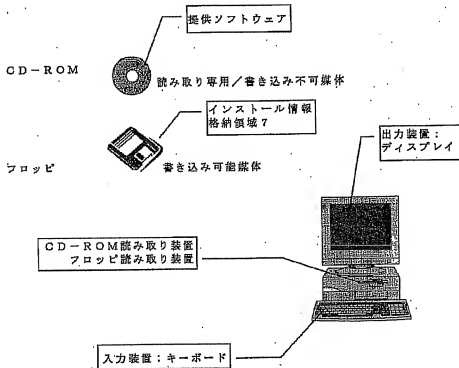 提供ソフトウェア
CD-ROM
読み取り専用/書き込み不可媒体
インストール情報
格納領域7
フロッピ
書き込み可能媒体
出力装置:
ディスプレイ
CD-ROM読み取り装置
フロッピ読み取り装置
入力装置:キーボード